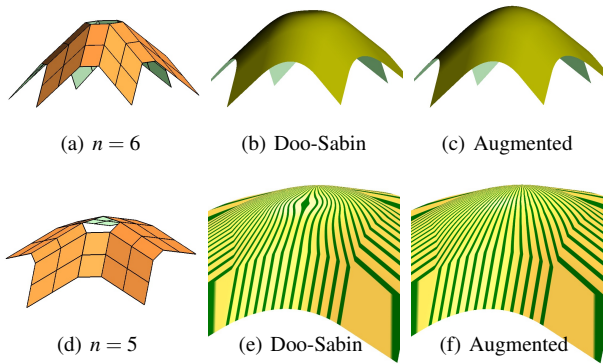 (a) n = 6 (b) Doo-Sabin (c) Augmented
(d) n = 5 (e) Doo-Sabin (f) Augmented